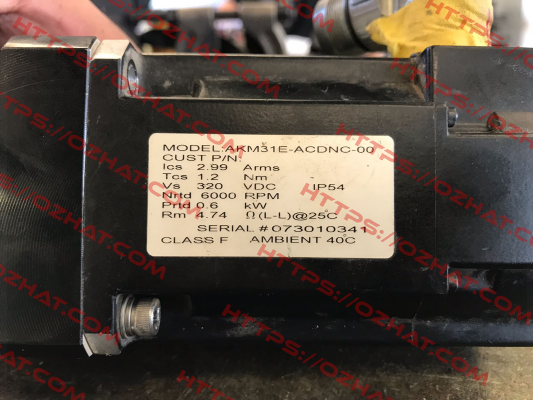 MODEL:AKM31E-ACDNC-00
CUST P/N:
Ics 2.99 Arms
Tcs 1.2 Nm
Vs 320 VDC IP54
Nrtd 6000 RPM
Prtd 0.6 kW
Rm 4.74 Ω(L-L)@25C
SERIAL # 073010341
CLASS F AMBIENT 40C
HTTPS://OZHAT.COM